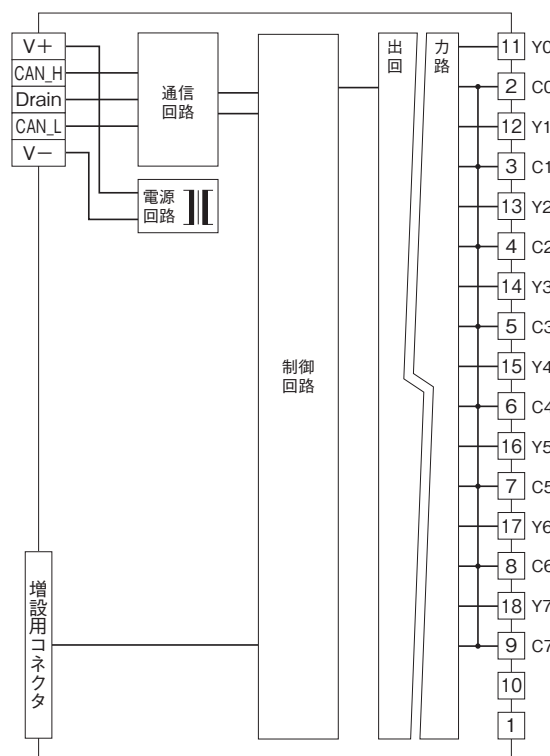 V+
CAN_H
Drain
CAN_L
V−
通信
回路
電源
回路
制御
回路
出力
回路
増設用コネクタ
11 Y0
2 C0
12 Y1
3 C1
13 Y2
4 C2
14 Y3
5 C3
15 Y4
6 C4
16 Y5
7 C5
17 Y6
8 C6
18 Y7
9 C7
10
1